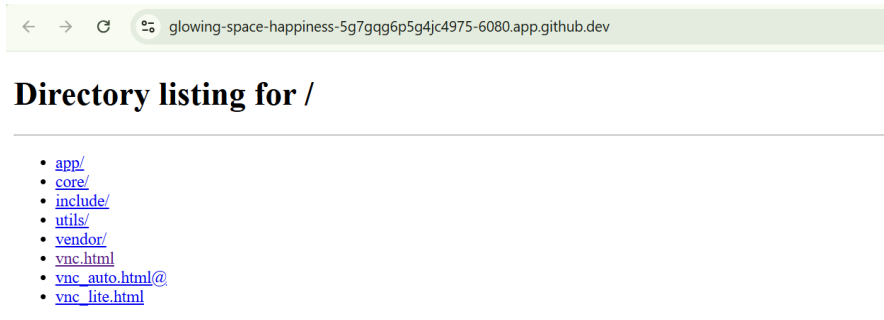 glowing-space-happiness-5g7gqg6p5g4jc4975-6080.app.github.dev
Directory listing for /
app/
core/
include/
utils/
vendor/
vnc.html
vnc_auto.html@
vnc_lite.html